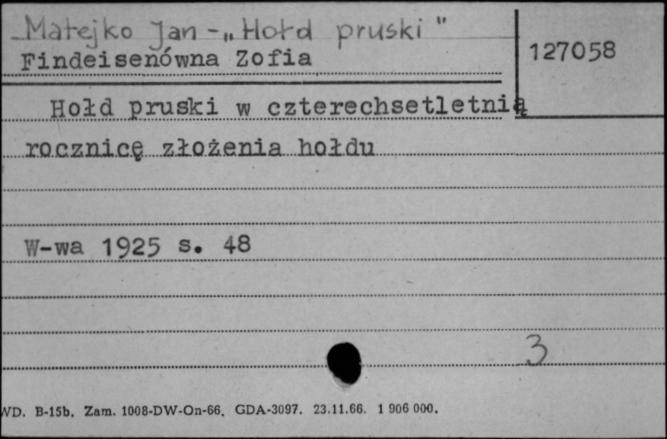 Matejko Jan - „Hołd pruski"
Findeisenówna Zofia
127058
Hołd pruski w czterechsetletnią
rocznicę złożenia hołdu
W-wa 1925 s. 48
3
WD. B-15b, Zam. 1008-DW-On-66, GDA-3097. 23.11.66. 1 906 000.